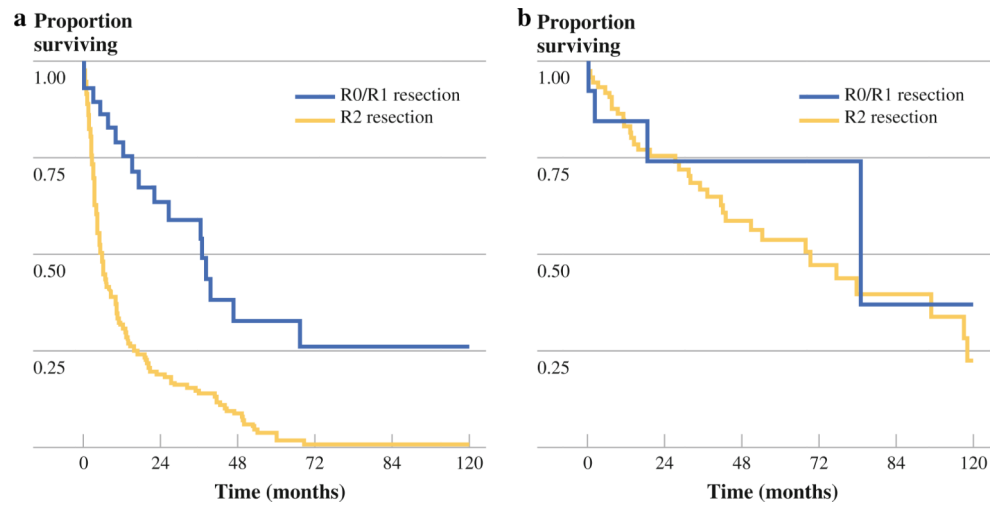 a Proportion
surviving
1.00
R0/R1 resection
R2 resection
0.75
0.50
0.25
0 24 48 72 84 120
Time (months)
b Proportion
surviving
1.00
R0/R1 resection
R2 resection
0.75
0.50
0.25
0 24 48 72 84 120
Time (months)